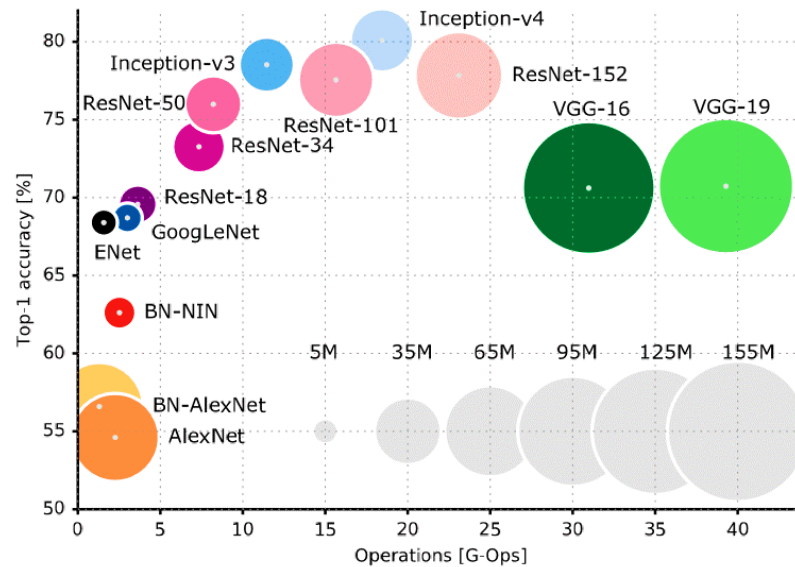 Inception-v4
80
Inception-v3
ResNet-152
ResNet-50
VGG-16
VGG-19
75
ResNet-101
ResNet-34
70
ResNet-18
GoogLeNet
ENet
Top-1 accuracy [%]
65
BN-NIN
60
5M 35M 65M 95M 125M 155M
BN-AlexNet
55
AlexNet
50
0 5 10 15 20 25 30 35 40
Operations [G-Ops]